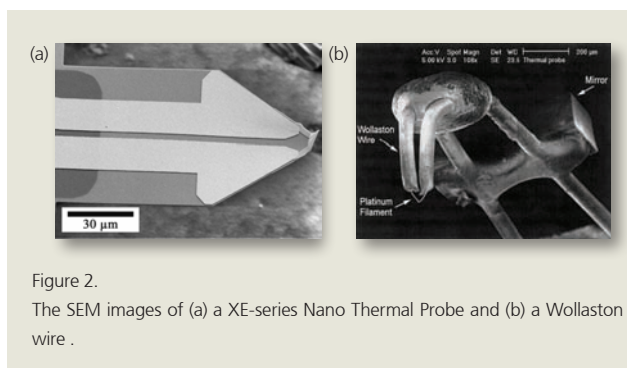 (a)
(b)
30 µm
Acc.V Spot Magn Det WD 200 µm
5.00 kV 3.0 108x SE 23.5 Thermal probe
Mirror
Wollaston
Wire
Platinum
Filament
Figure 2.
The SEM images of (a) a XE-series Nano Thermal Probe and (b) a Wollaston
wire .